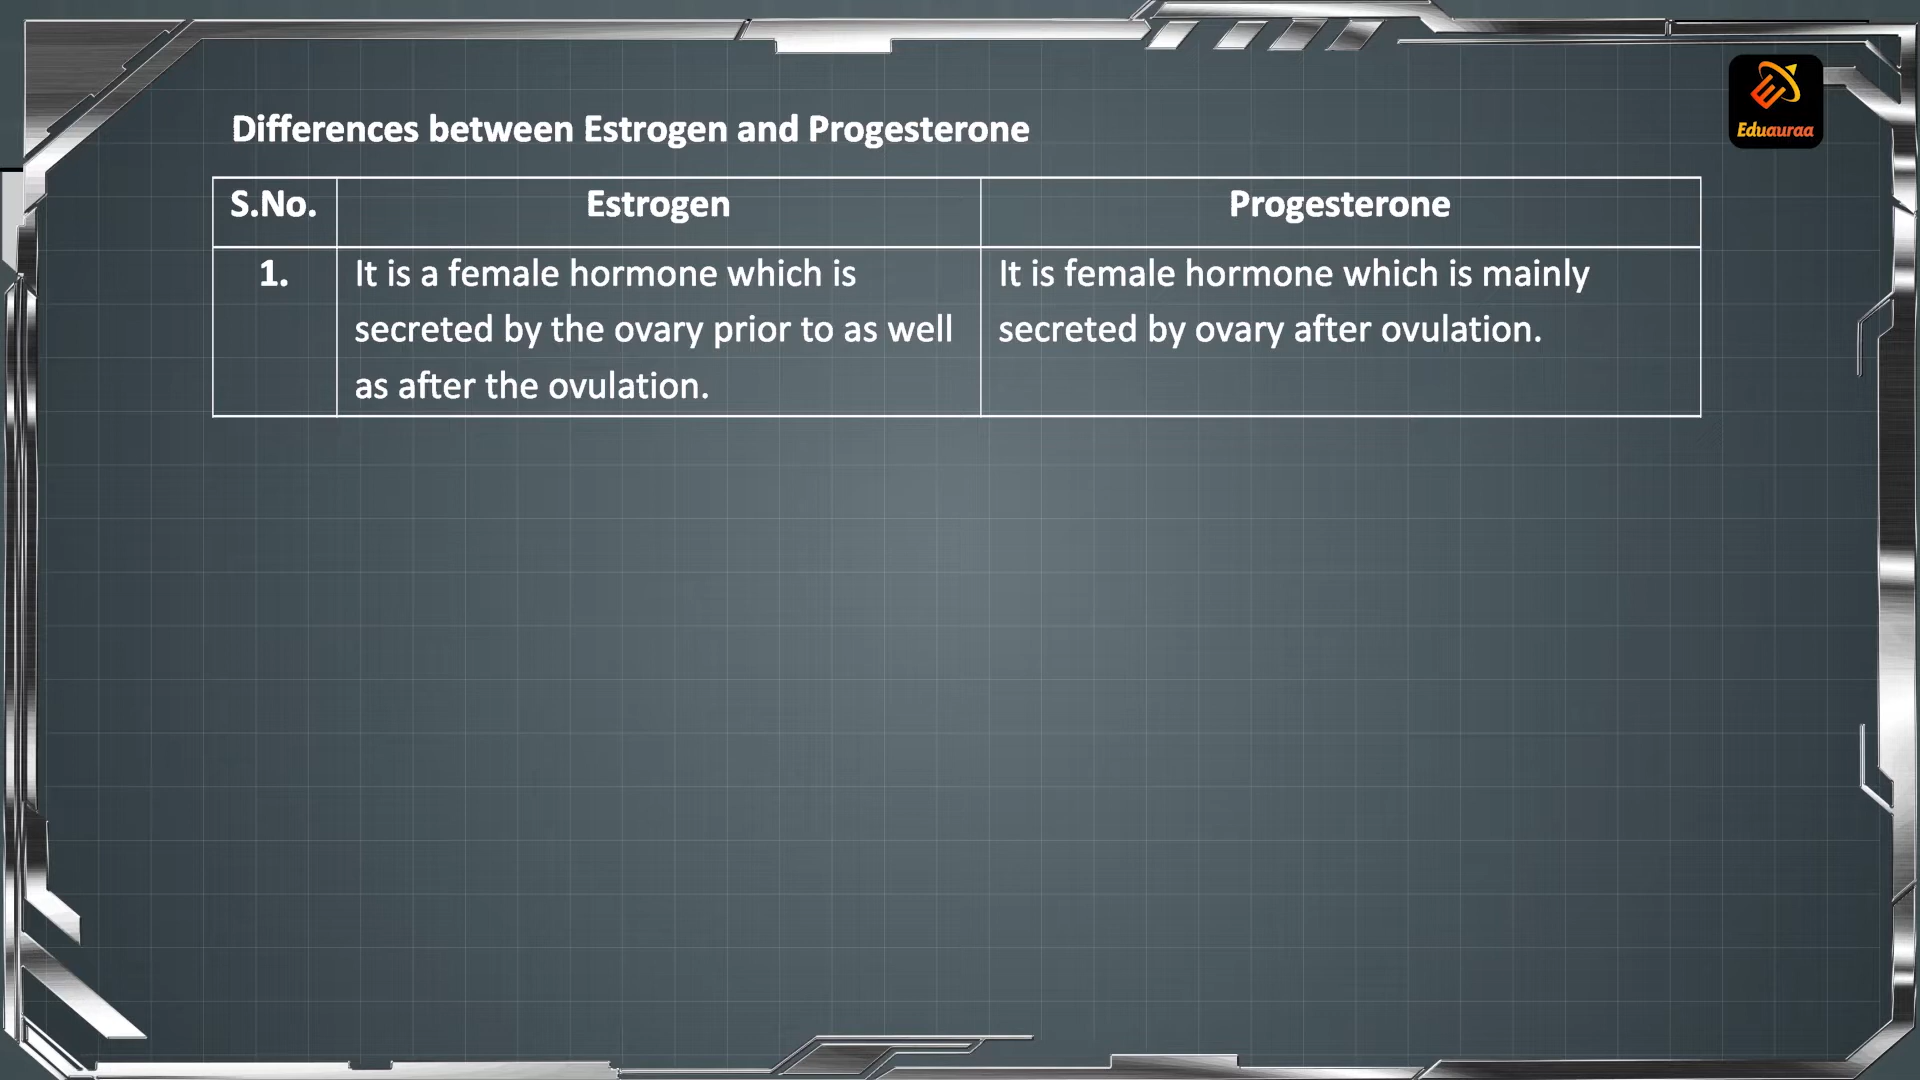 Eduauraa
Differences between Estrogen and Progesterone
S.No. Estrogen Progesterone
1. It is a female hormone which is
secreted by the ovary prior to as well
as after the ovulation.
It is female hormone which is mainly
secreted by ovary after ovulation.